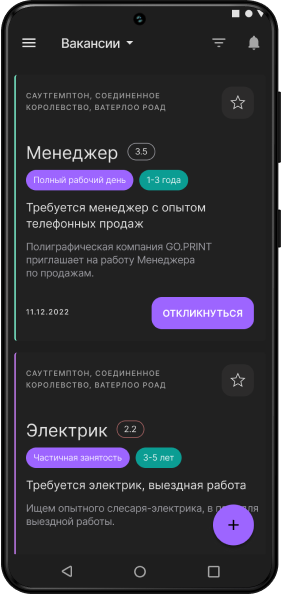 Вакансии
САУТГЕМПТОН, СОЕДИНЕННОЕ
КОРОЛЕВСТВО, ВАТЕРЛОО РОАД
Менеджер 3.5
Полный рабочий день 1-3 года
Требуется менеджер с опытом
телефонных продаж
Полиграфическая компания GO.PRINT
приглашает на работу Менеджера
по продажам.
11.12.2022 ОТКЛИКНУТЬСЯ
САУТГЕМПТОН, СОЕДИНЕННОЕ
КОРОЛЕВСТВО, ВАТЕРЛОО РОАД
Электрик 2.2
Частичная занятость 3-5 лет
Требуется электрик, выездная работа
Ищем опытного слесаря-электрика, в для
выездной работы.